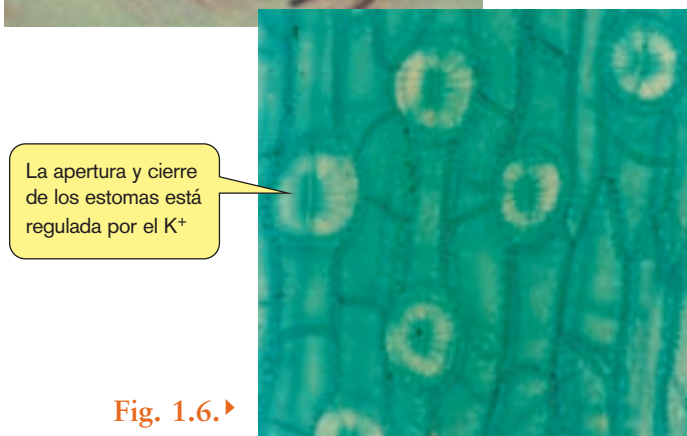 La apertura y cierre
de los estomas está
regulada por el K⁺
Fig. 1.6.